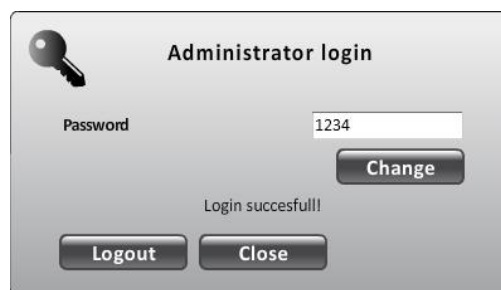 Administrator login
Password 1234
Change
Login succesfull!
Logout Close